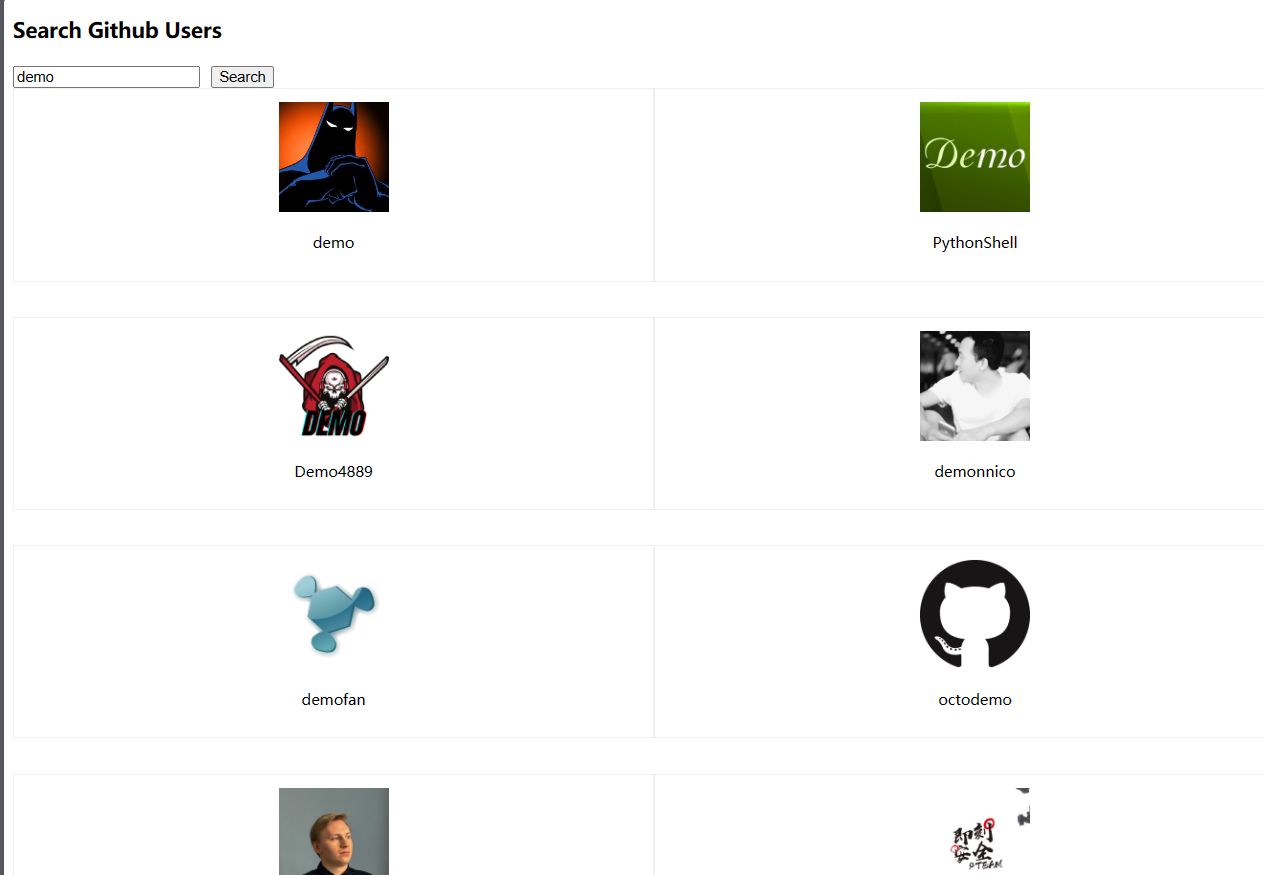 Search Github Users
demo Search
Demo
demo PythonShell
DEMO
Demo4889 demonnico
demofan octodemo
即刻
安全
PTEAM